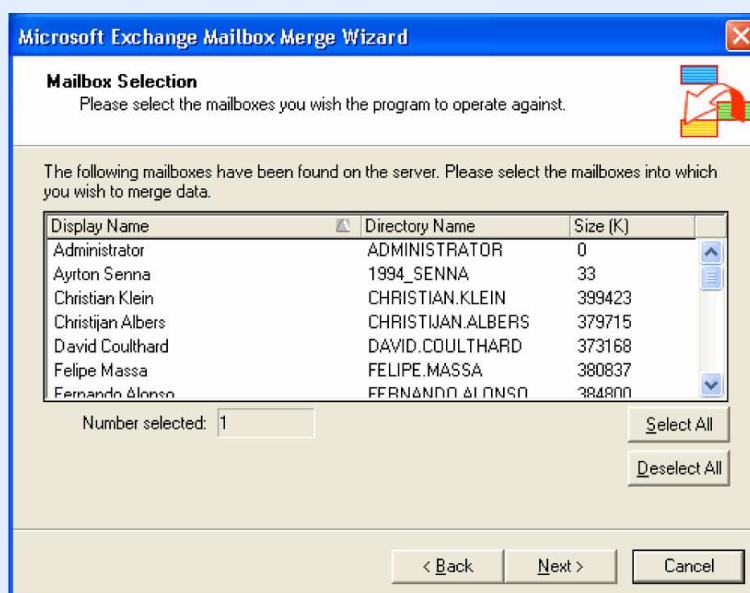 Microsoft Exchange Mailbox Merge Wizard
Mailbox Selection
Please select the mailboxes you wish the program to operate against.
The following mailboxes have been found on the server. Please select the mailboxes into which
you wish to merge data.
Display Name Directory Name Size (K)
Administrator ADMINISTRATOR 0
Ayrton Senna 1994_SENNA 33
Christian Klein CHRISTIAN.KLEIN 399423
Christijan Albers CHRISTIJAN.ALBERS 379715
David Coulthard DAVID.COULTHARD 373168
Felipe Massa FELIPE.MASSA 380837
Fernando Alonso FERNANDO.ALONSO 384800
Number selected: 1
Select All
Deselect All
< Back Next > Cancel